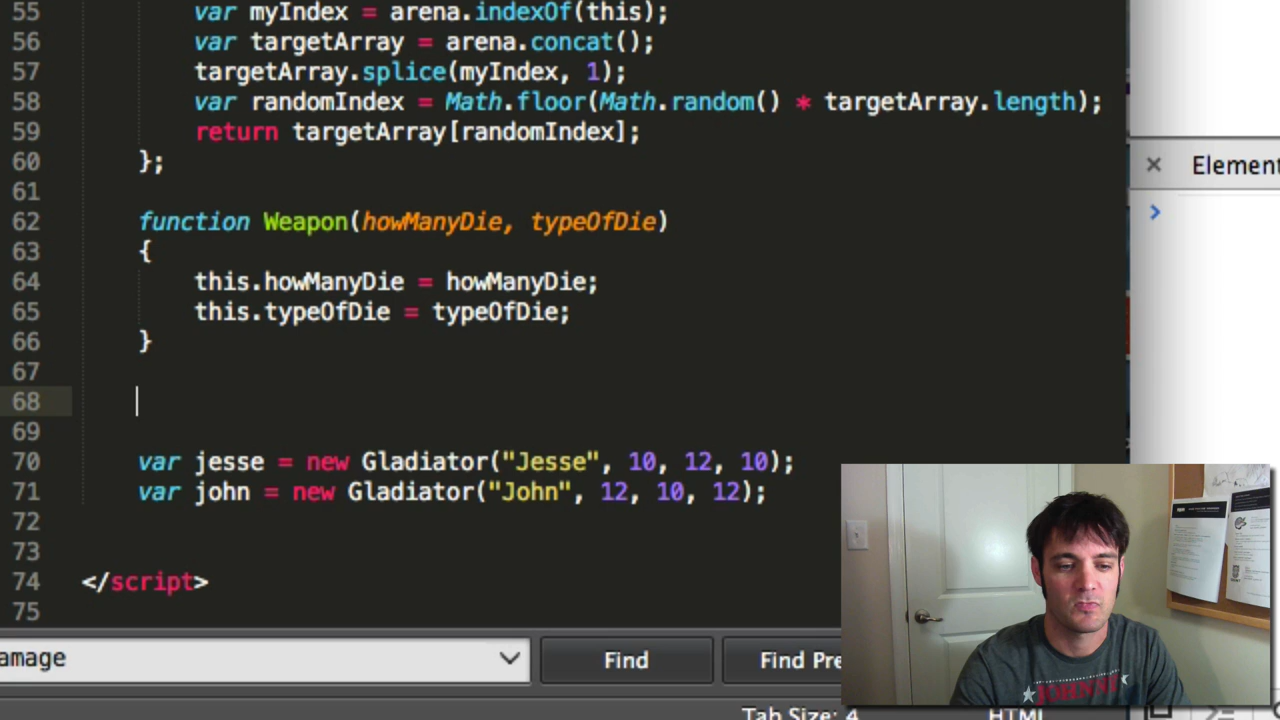 55 var myIndex = arena.indexOf(this);
56 var targetArray = arena.concat();
57 targetArray.splice(myIndex, 1);
58 var randomIndex = Math.floor(Math.random() * targetArray.length);
59 return targetArray[randomIndex];
60 };
61
62 function Weapon(howManyDie, typeOfDie)
63 {
64 this.howManyDie = howManyDie;
65 this.typeOfDie = typeOfDie;
66 }
67
68
69
70 var jesse = new Gladiator("Jesse", 10, 12, 10);
71 var john = new Gladiator("John", 12, 10, 12);
72
73
74 </script>
75
× Element
>
amage Find Find Pre
Tab Size: 4 HTML